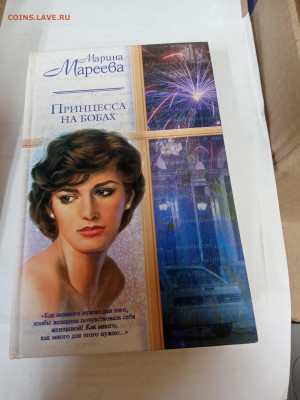 COINS.LAVE.RU
Марина
Мареева
ПРИНЦЕССА
НА БОБАХ
«Как немного нужно для того,
чтобы женщина почувствовала себя
женщиной! Как много,
как много для этого нужно...»